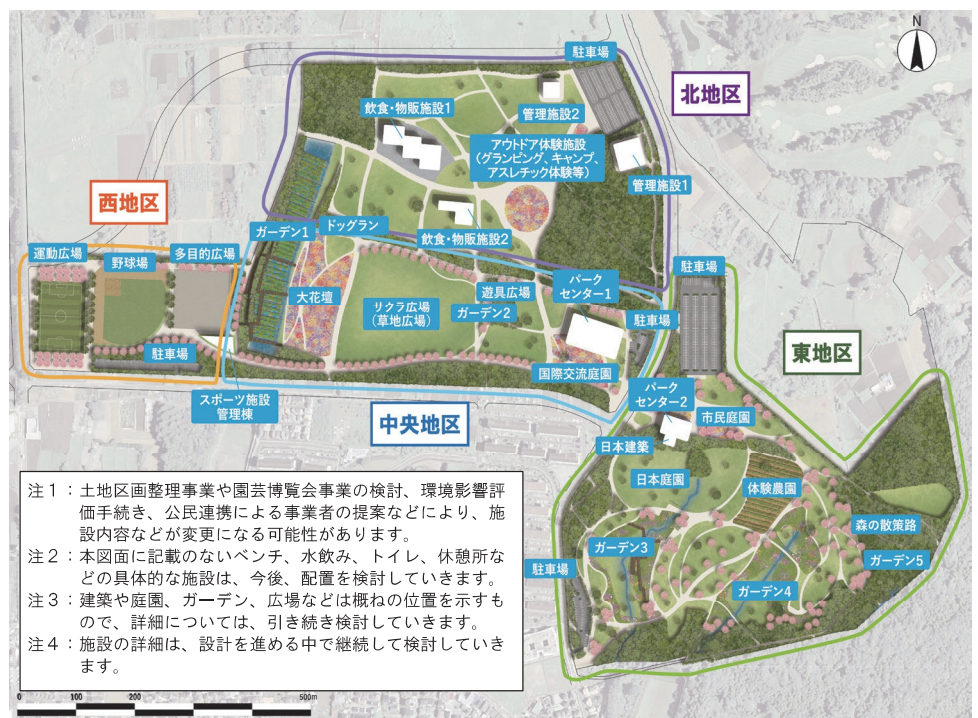 N
駐車場
北地区
飲食・物販施設1
管理施設2
アウトドア体験施設
(グランピング、キャンプ、
アスレチック体験等)
管理施設1
西地区
ガーデン1
ドッグラン
飲食・物販施設2
運動広場
野球場
多目的広場
駐車場
大花壇
サクラ広場
(草地広場)
遊具広場
ガーデン2
パーク
センター1
駐車場
駐車場
国際交流庭園
東地区
スポーツ施設
管理棟
中央地区
パーク
センター2
市民庭園
日本建築
日本庭園
体験農園
森の散策路
ガーデン3
ガーデン5
駐車場
ガーデン4
注1:土地区画整理事業や園芸博覧会事業の検討、環境影響評
価手続き、公民連携による事業者の提案などにより、施
設内容などが変更になる可能性があります。
注2:本図面に記載のないベンチ、水飲み、トイレ、休憩所な
どの具体的な施設は、今後、配置を検討していきます。
注3:建築や庭園、ガーデン、広場などは概ねの位置を示すも
ので、詳細については、引き続き検討していきます。
注4:施設の詳細は、設計を進める中で継続して検討していき
ます。
0 100 200 500m